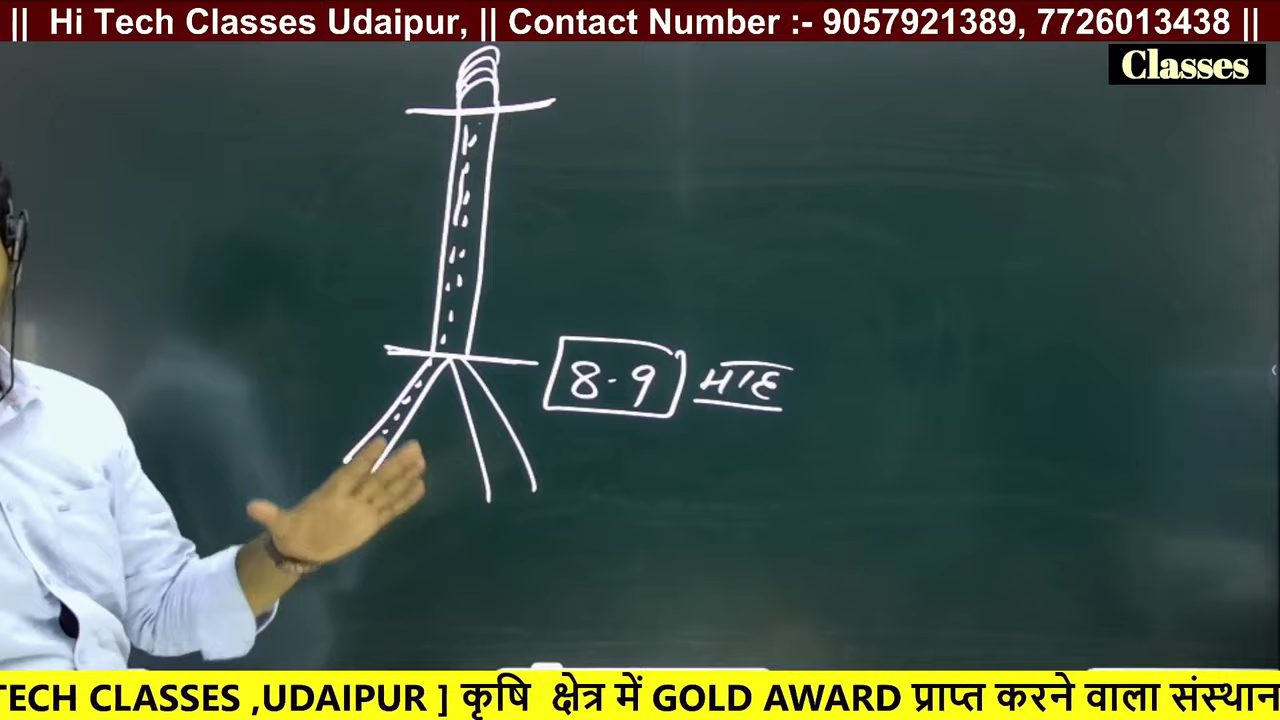 || Hi Tech Classes Udaipur, || Contact Number :- 9057921389, 7726013438 ||
Classes
8-9 माह
TECH CLASSES ,UDAIPUR ] कृषि क्षेत्र में GOLD AWARD प्राप्त करने वाला संस्थान